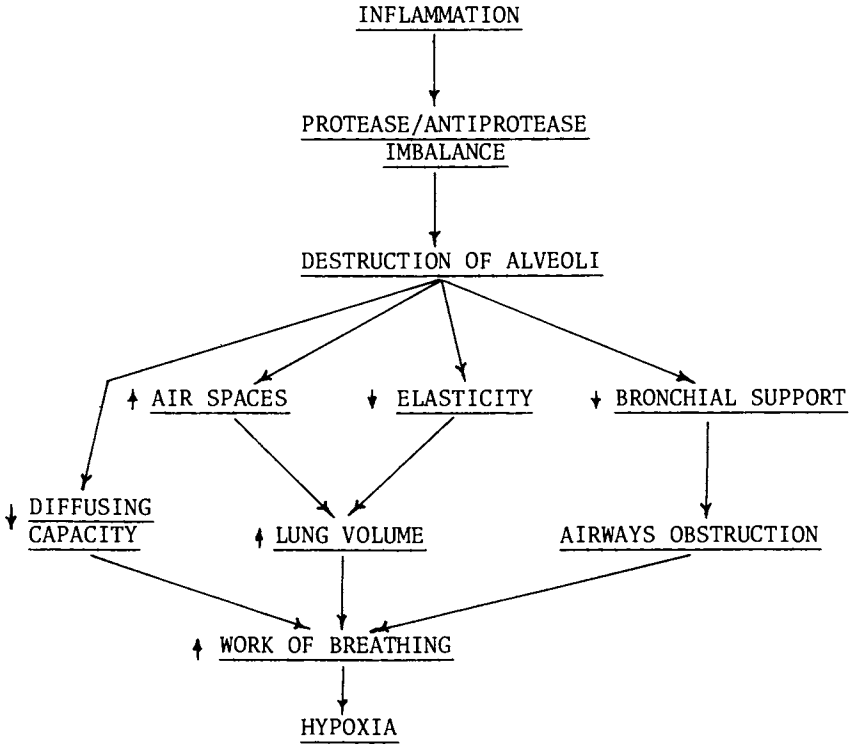 INFLAMMATION
PROTEASE/ANTIPROTEASE
IMBALANCE
DESTRUCTION OF ALVEOLI
↑ AIR SPACES
↓ ELASTICITY
↓ BRONCHIAL SUPPORT
↓ DIFFUSING
CAPACITY
↑ LUNG VOLUME
AIRWAYS OBSTRUCTION
↑ WORK OF BREATHING
HYPOXIA